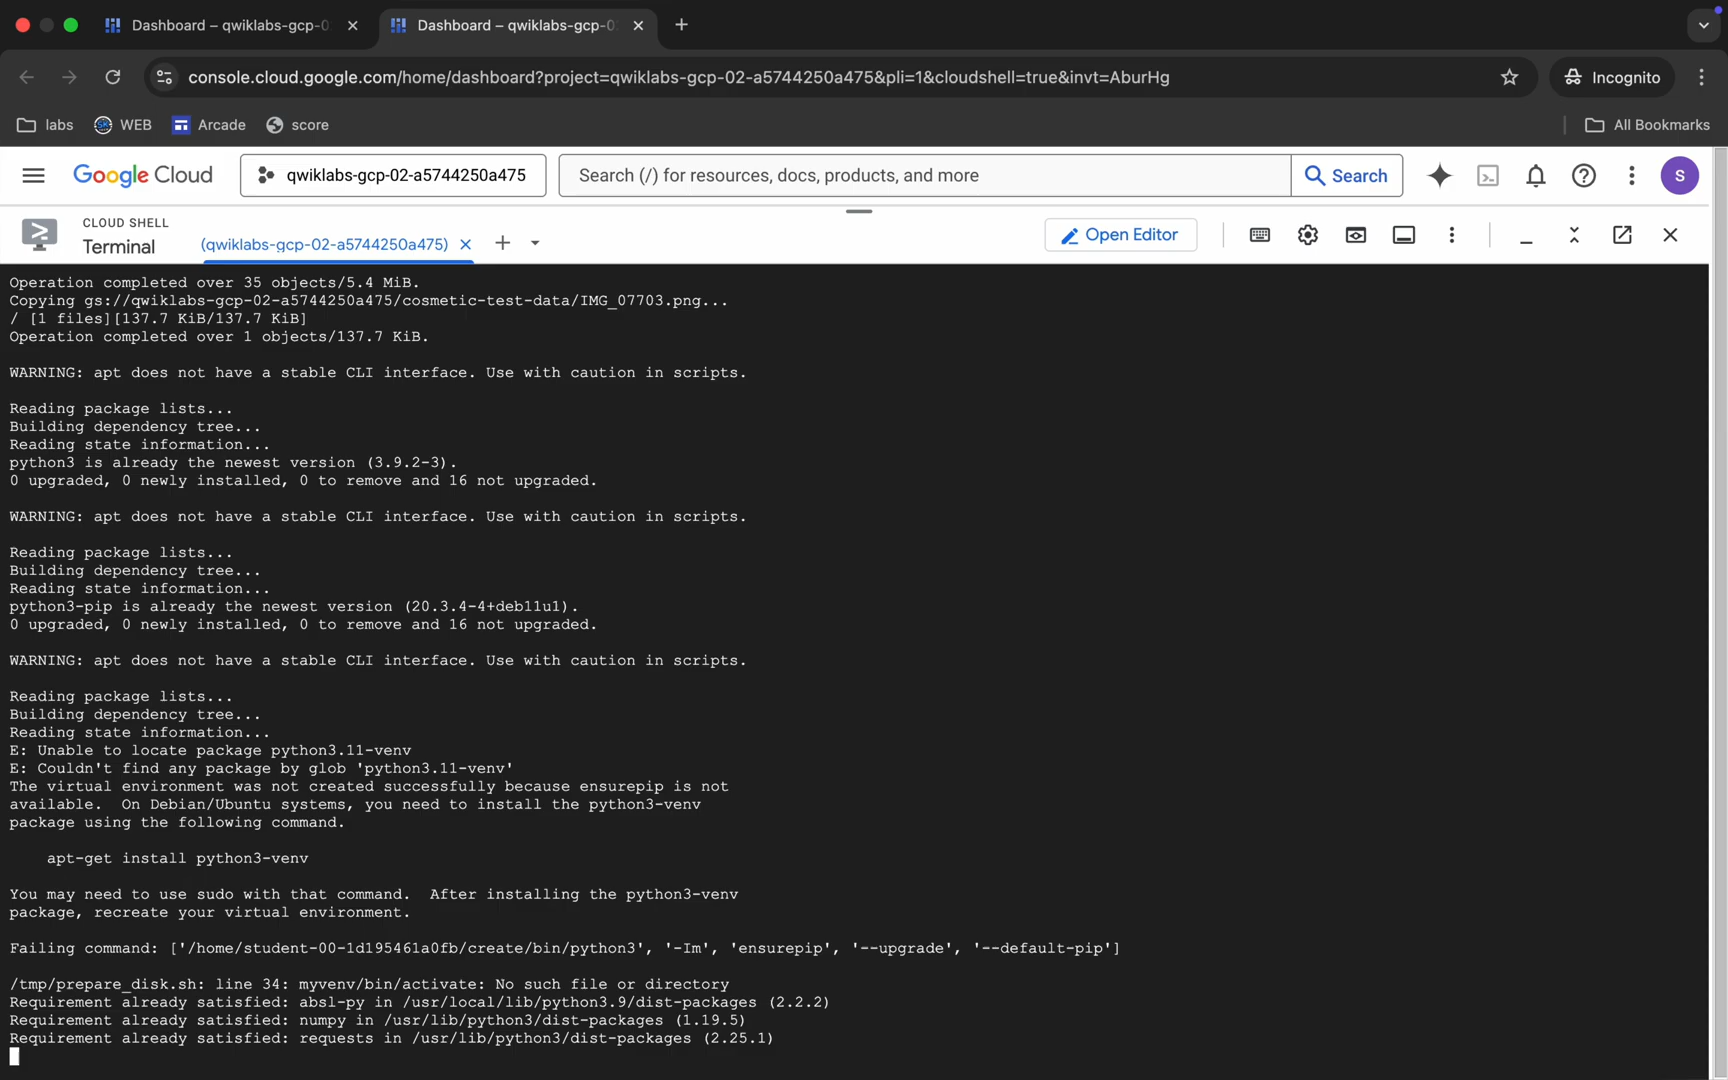 Dashboard – qwiklabs-gcp-0
Dashboard – qwiklabs-gcp-0
console.cloud.google.com/home/dashboard?project=qwiklabs-gcp-02-a5744250a475&pli=1&cloudshell=true&invt=AburHg
Incognito
labs
WEB
Arcade
score
All Bookmarks
Google Cloud
qwiklabs-gcp-02-a5744250a475
Search (/) for resources, docs, products, and more
Search
S
CLOUD SHELL
Terminal
(qwiklabs-gcp-02-a5744250a475)
Open Editor
Operation completed over 35 objects/5.4 MiB.
Copying gs://qwiklabs-gcp-02-a5744250a475/cosmetic-test-data/IMG_07703.png...
/ [1 files][137.7 KiB/137.7 KiB]
Operation completed over 1 objects/137.7 KiB.
WARNING: apt does not have a stable CLI interface. Use with caution in scripts.
Reading package lists...
Building dependency tree...
Reading state information...
python3 is already the newest version (3.9.2-3).
0 upgraded, 0 newly installed, 0 to remove and 16 not upgraded.
WARNING: apt does not have a stable CLI interface. Use with caution in scripts.
Reading package lists...
Building dependency tree...
Reading state information...
python3-pip is already the newest version (20.3.4-4+deb11u1).
0 upgraded, 0 newly installed, 0 to remove and 16 not upgraded.
WARNING: apt does not have a stable CLI interface. Use with caution in scripts.
Reading package lists...
Building dependency tree...
Reading state information...
E: Unable to locate package python3.11-venv
E: Couldn't find any package by glob 'python3.11-venv'
The virtual environment was not created successfully because ensurepip is not
available.  On Debian/Ubuntu systems, you need to install the python3-venv
package using the following command.
apt-get install python3-venv
You may need to use sudo with that command.  After installing the python3-venv
package, recreate your virtual environment.
Failing command: ['/home/student-00-1d195461a0fb/create/bin/python3', '-Im', 'ensurepip', '--upgrade', '--default-pip']
/tmp/prepare_disk.sh: line 34: myvenv/bin/activate: No such file or directory
Requirement already satisfied: absl-py in /usr/local/lib/python3.9/dist-packages (2.2.2)
Requirement already satisfied: numpy in /usr/lib/python3/dist-packages (1.19.5)
Requirement already satisfied: requests in /usr/lib/python3/dist-packages (2.25.1)